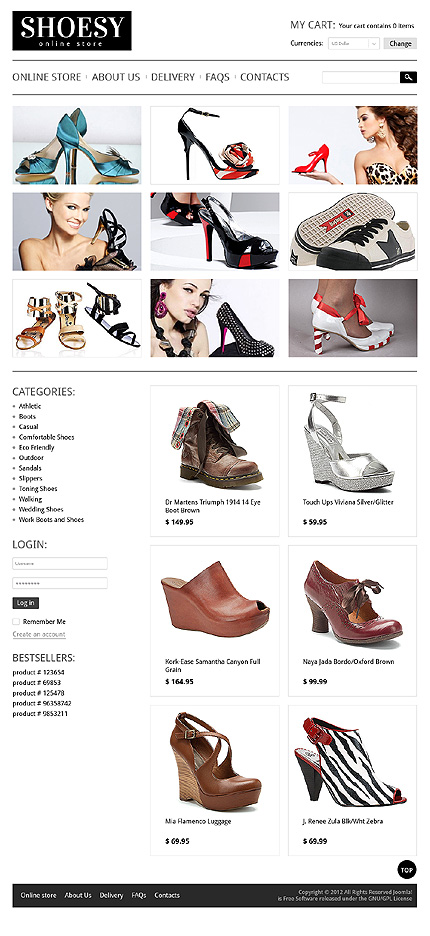 SHOESY
online store
MY CART: Your cart contains 0 items
Currencies: US Dollar Change
ONLINE STORE ABOUT US DELIVERY FAQS CONTACTS
CATEGORIES:
Athletic
Boots
Casual
Comfortable Shoes
Eco Friendly
Outdoor
Sandals
Slippers
Toning Shoes
Walking
Wedding Shoes
Work Boots and Shoes
LOGIN:
Username
Log in
Remember Me
Create an account
BESTSELLERS:
product # 123654
product # 69853
product # 125478
product # 96358742
product # 9853211
Dr Martens Triumph 1914 14 Eye
Boot Brown
$ 149.95
Touch Ups Viviana Silver/Glitter
$ 59.95
Kork-Ease Samantha Canyon Full
Grain
$ 164.95
Naya Jada Bordo/Oxford Brown
$ 99.99
Mia Flamenco Luggage
$ 69.95
J. Renee Zula Blk/Wht Zebra
$ 69.99
TOP
Online store About Us Delivery FAQs Contacts
Copyright © 2012 All Rights Reserved Joomla!
is Free Software released under the GNU/GPL License